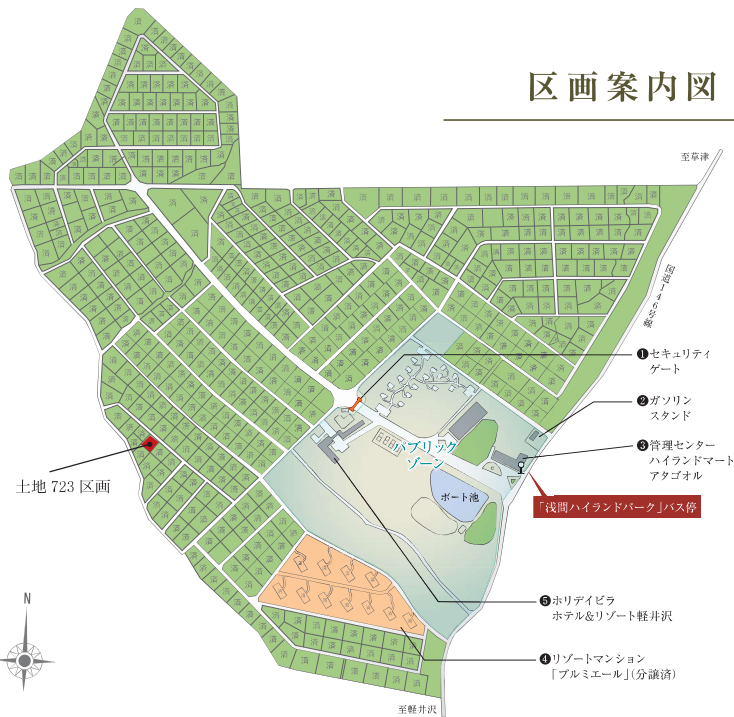 区画案内図
至草津
国道146号線
❶セキュリティ
ゲート
❷ガソリン
スタンド
❸管理センター
ハイランドマート
アタゴオル
パブリック
ゾーン
土地 723 区画
ボート池
「浅間ハイランドパーク」バス停
❺ホリデイビラ
ホテル&リゾート軽井沢
❹リゾートマンション
「プルミエール」(分譲済)
N
至軽井沢